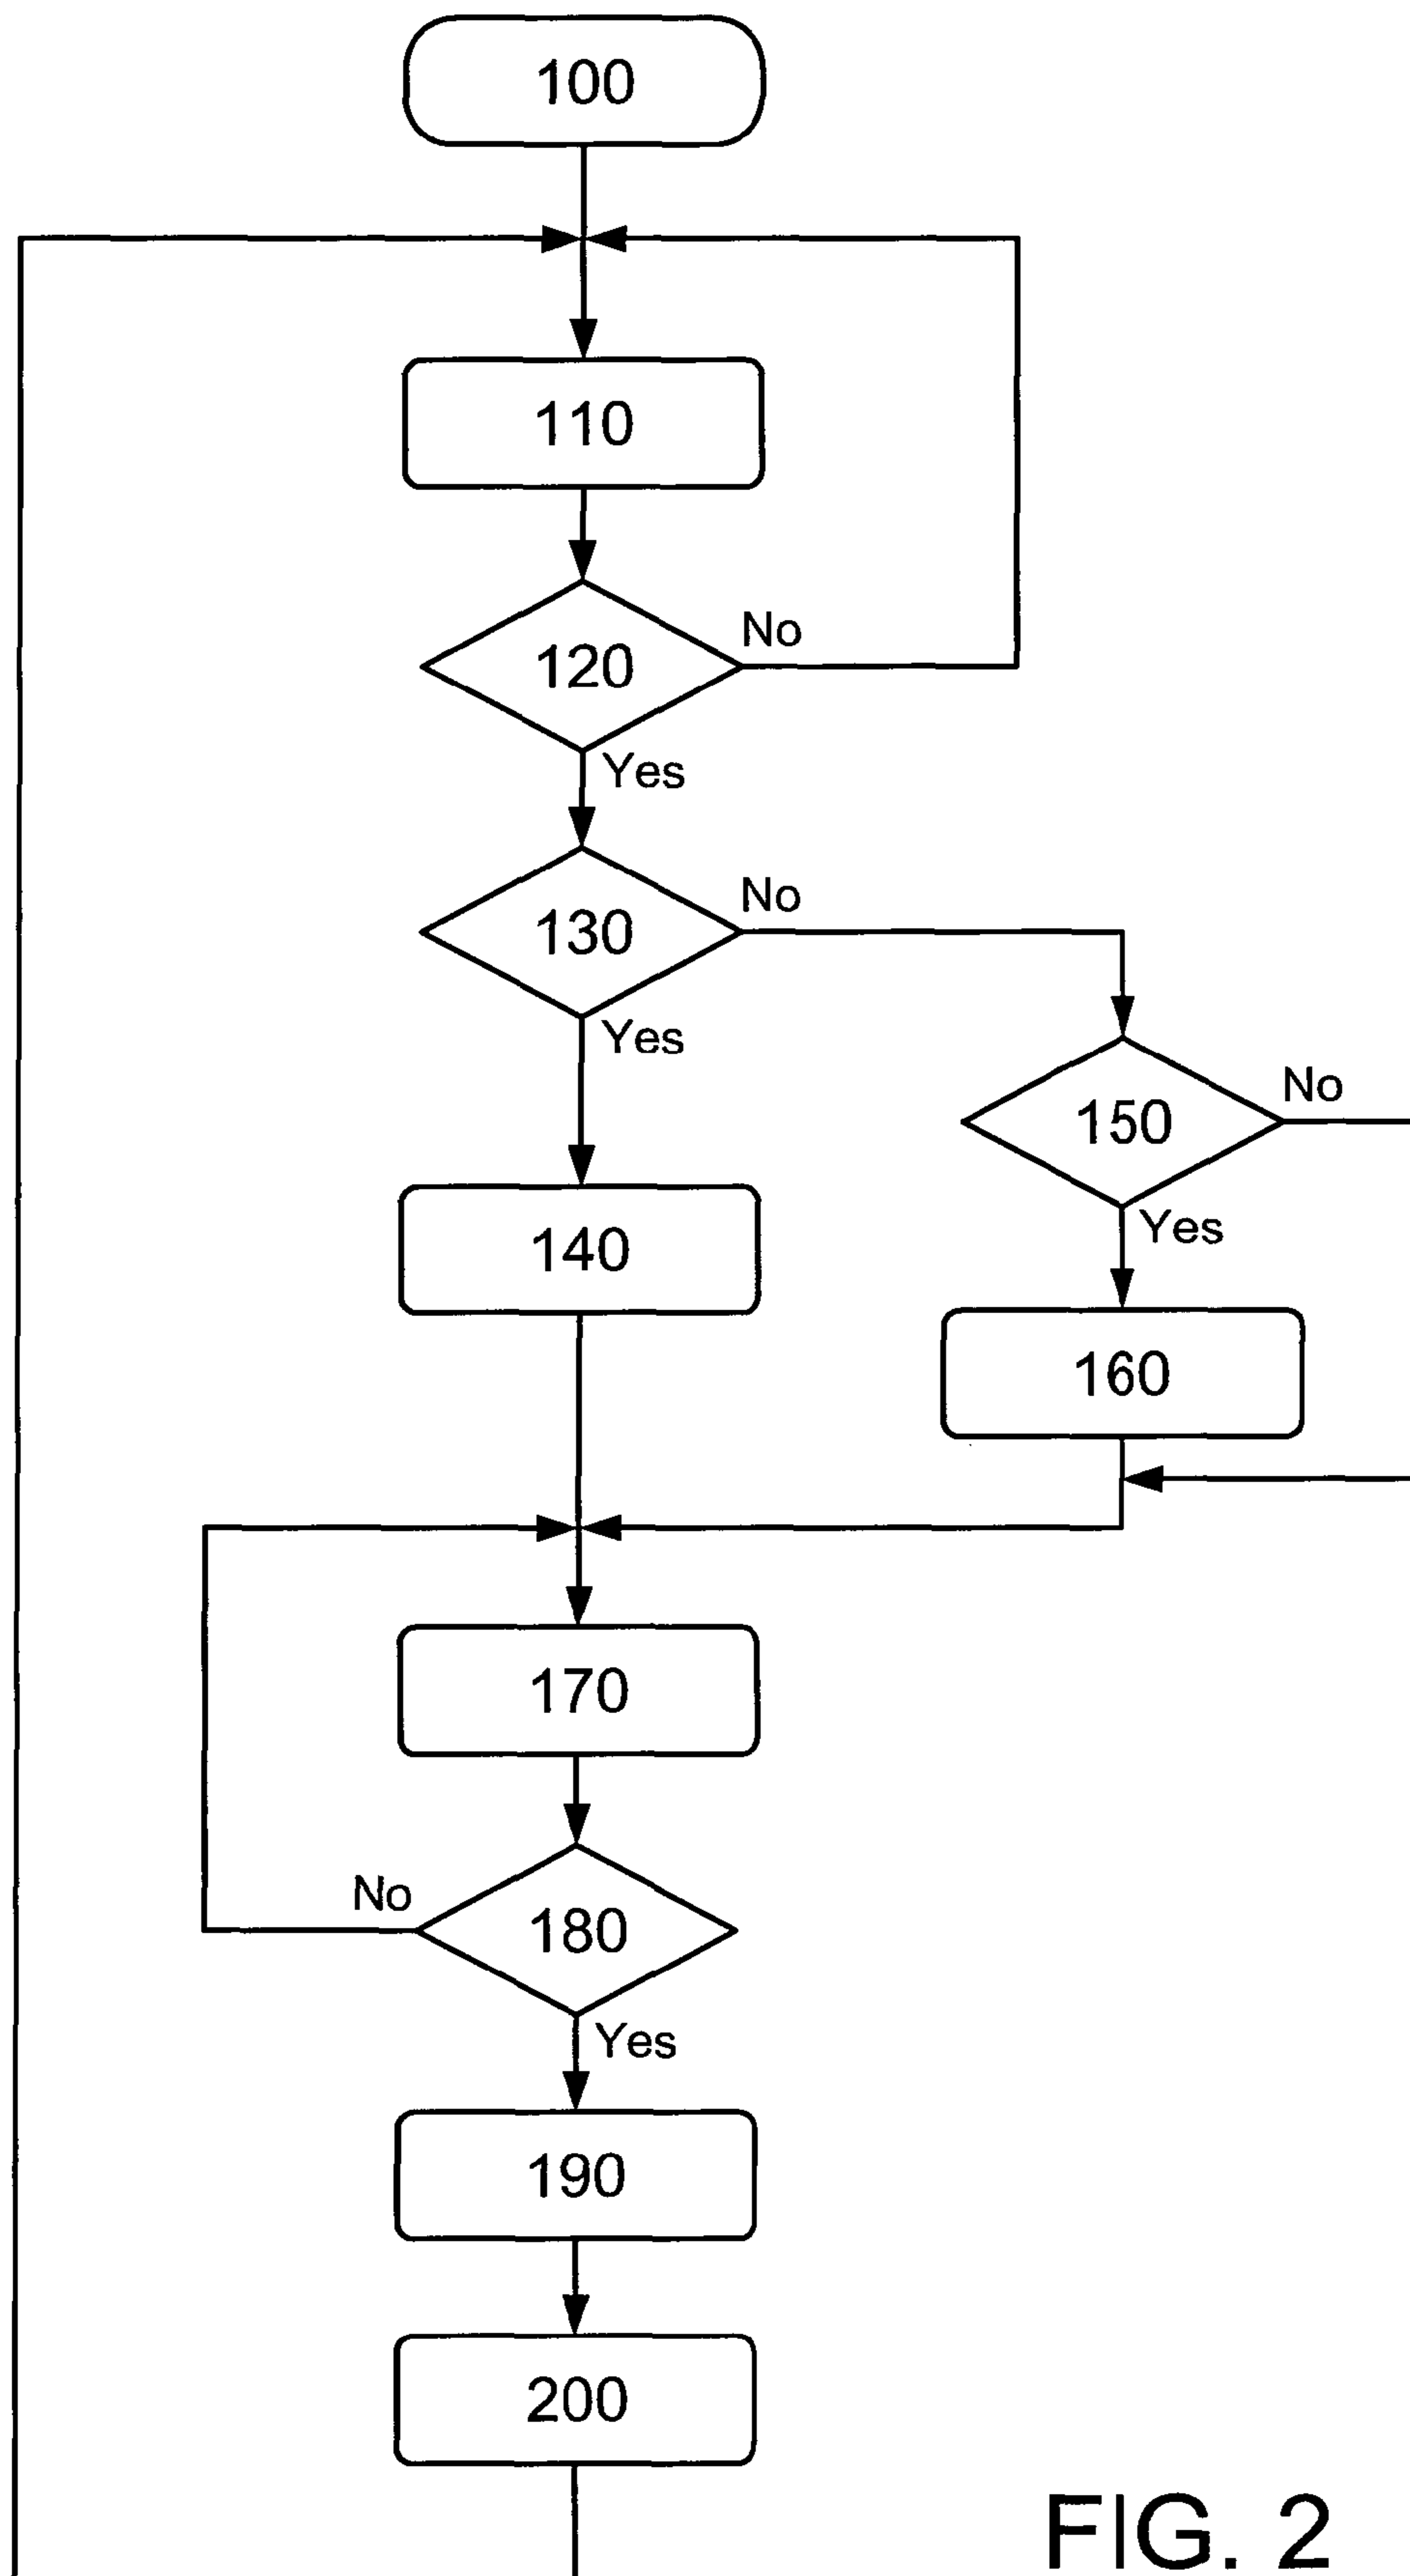 100
110
120
No
Yes
130
No
Yes
150
No
Yes
140
160
170
180
No
Yes
190
200
FIG. 2